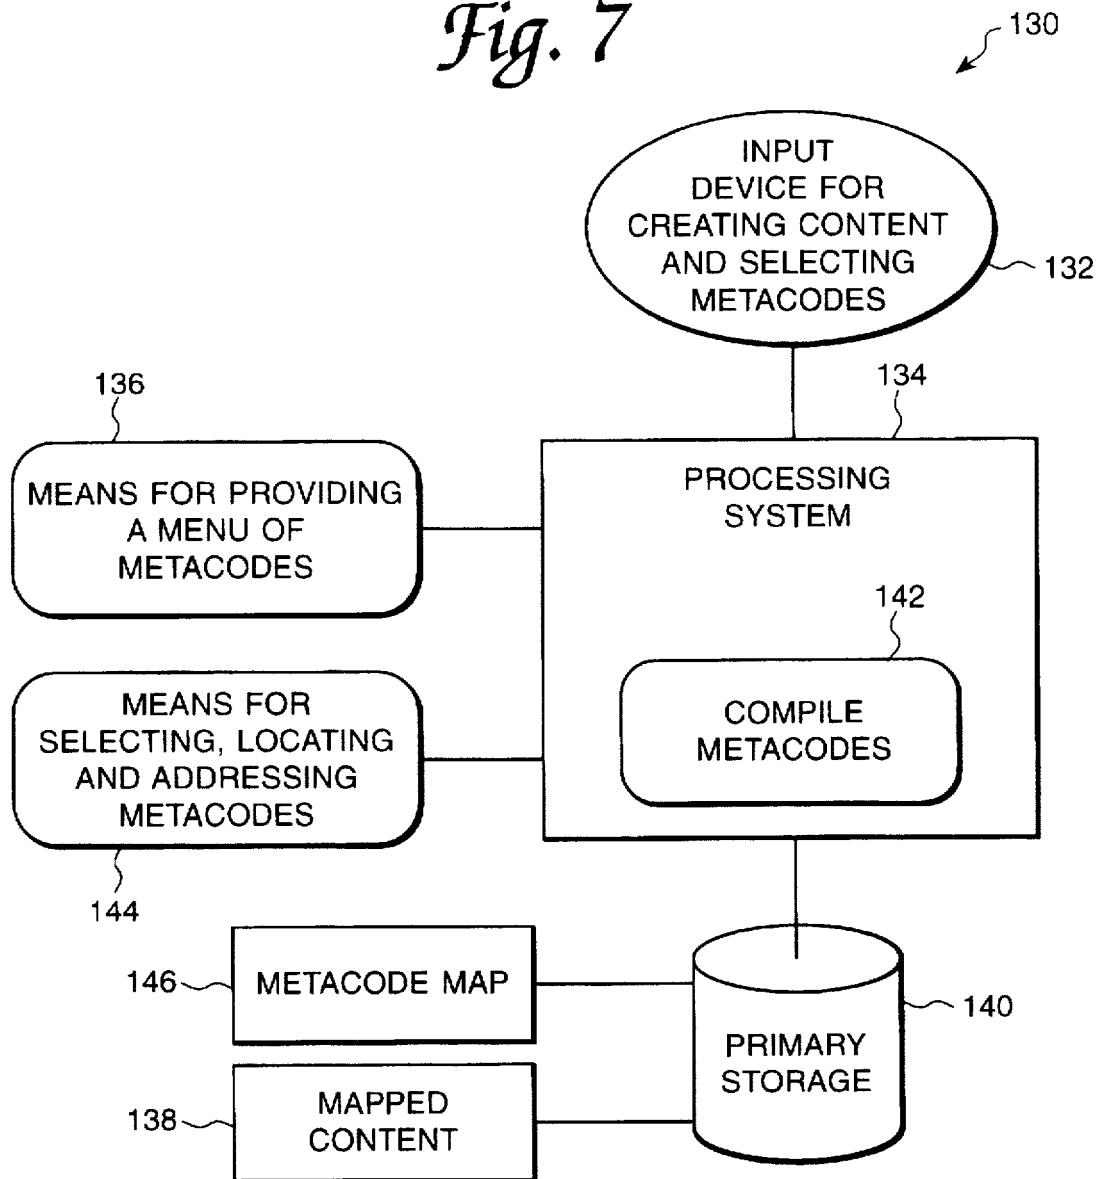 Fig. 7
130
INPUT
DEVICE FOR
CREATING CONTENT
AND SELECTING
METACODES
132
134
136
PROCESSING
SYSTEM
MEANS FOR PROVIDING
A MENU OF
METACODES
142
COMPILE
METACODES
MEANS FOR
SELECTING, LOCATING
AND ADDRESSING
METACODES
144
146
METACODE MAP
140
PRIMARY
STORAGE
138
MAPPED
CONTENT